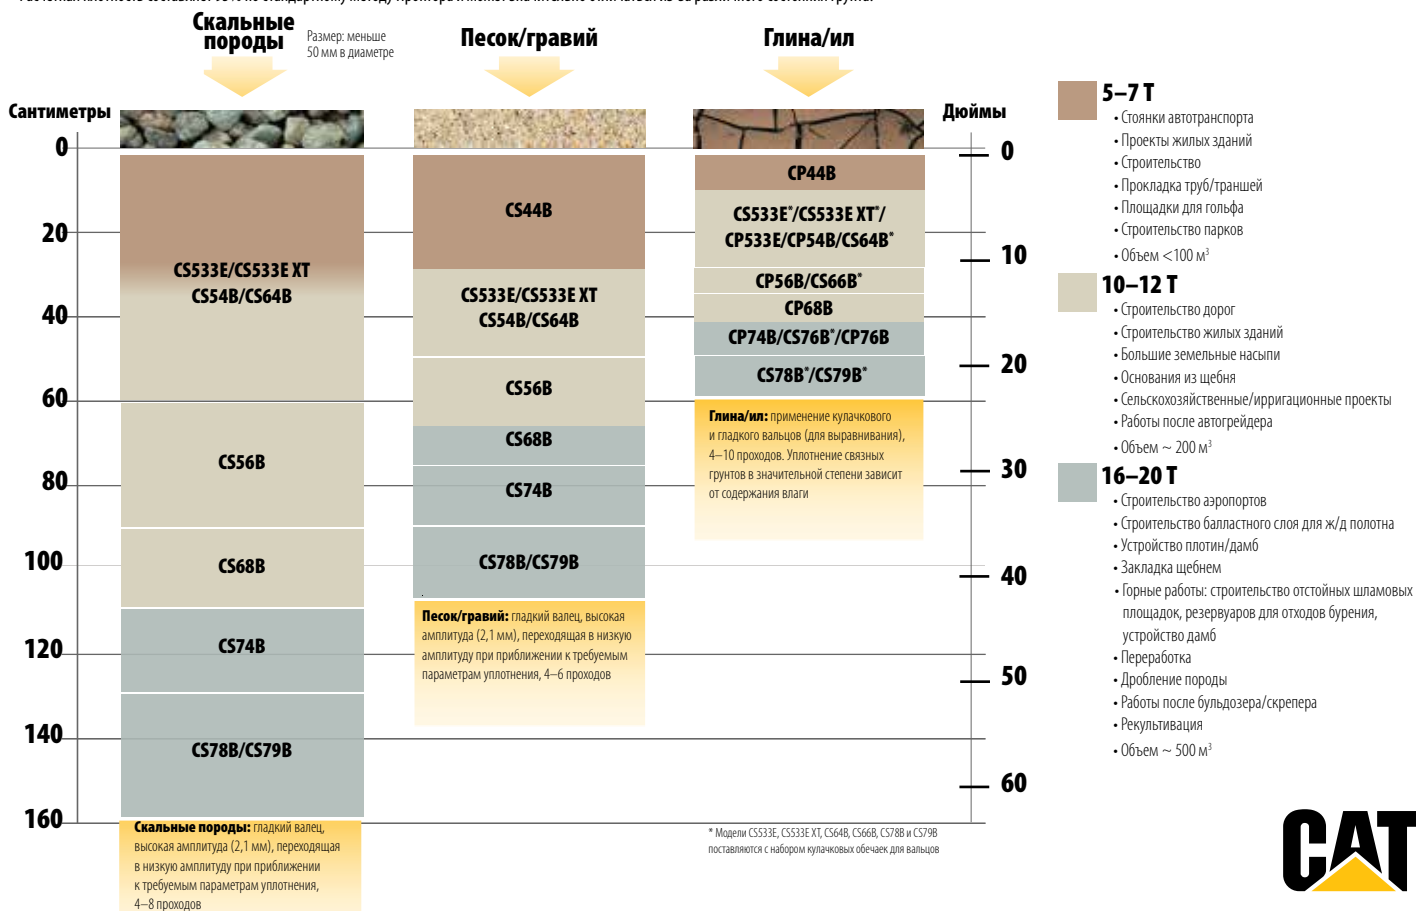 Скальные
породы
Размер: меньше
50 мм в диаметре
Песок/гравий
Глина/ил
Сантиметры
Дюймы
0
20
40
60
80
100
120
140
160
CS533E/CS533E XT
CS54B/CS64B
CS56B
CS68B
CS74B
CS78B/CS79B
Скальные породы: гладкий валец,
высокая амплитуда (2,1 мм), переходящая
в низкую амплитуду при приближении
к требуемым параметрам уплотнения,
4–8 проходов
CS44B
CS533E/CS533E XT
CS54B/CS64B
CS56B
CS68B
CS74B
CS78B/CS79B
Песок/гравий: гладкий валец, высокая
амплитуда (2,1 мм), переходящая в низкую
амплитуду при приближении к требуемым
параметрам уплотнения, 4–6 проходов
CP44B
CS533E*/CS533E XT*/
CP533E/CP54B/CS64B*
CP56B/CS66B*
CP68B
CP74B/CS76B*/CP76B
CS78B*/CS79B*
Глина/ил: применение кулачкового
и гладкого вальцов (для выравнивания),
4–10 проходов. Уплотнение связных
грунтов в значительной степени зависит
от содержания влаги
* Модели CS533E, CS533E XT, CS64B, CS66B, CS78B и CS79B
поставляются с набором кулачковых обечаек для вальцов
0
10
20
30
40
50
60
5–7 Т
• Стоянки автотранспорта
• Проекты жилых зданий
• Строительство
• Прокладка труб/траншей
• Площадки для гольфа
• Строительство парков
• Объем <100 м³
10–12 Т
• Строительство дорог
• Строительство жилых зданий
• Большие земельные насыпи
• Основания из щебня
• Сельскохозяйственные/ирригационные проекты
• Работы после автогрейдера
• Объем ~ 200 м³
16–20 Т
• Строительство аэропортов
• Строительство балластного слоя для ж/д полотна
• Устройство плотин/дамб
• Закладка щебнем
• Горные работы: строительство отстойных шламовых
площадок, резервуаров для отходов бурения,
устройство дамб
• Переработка
• Дробление породы
• Работы после бульдозера/скрепера
• Рекультивация
• Объем ~ 500 м³
CAT